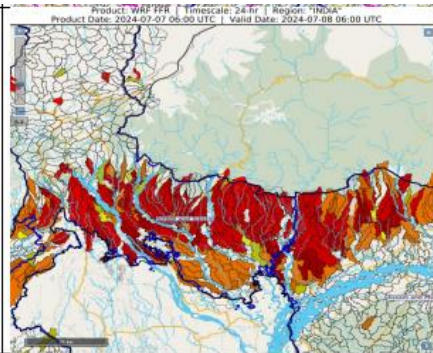 Product: WRF FFR | Timescale: 24-hr | Region: "INDIA"
Product Date: 2024-07-07 06:00 UTC | Valid Date: 2024-07-08 06:00 UTC